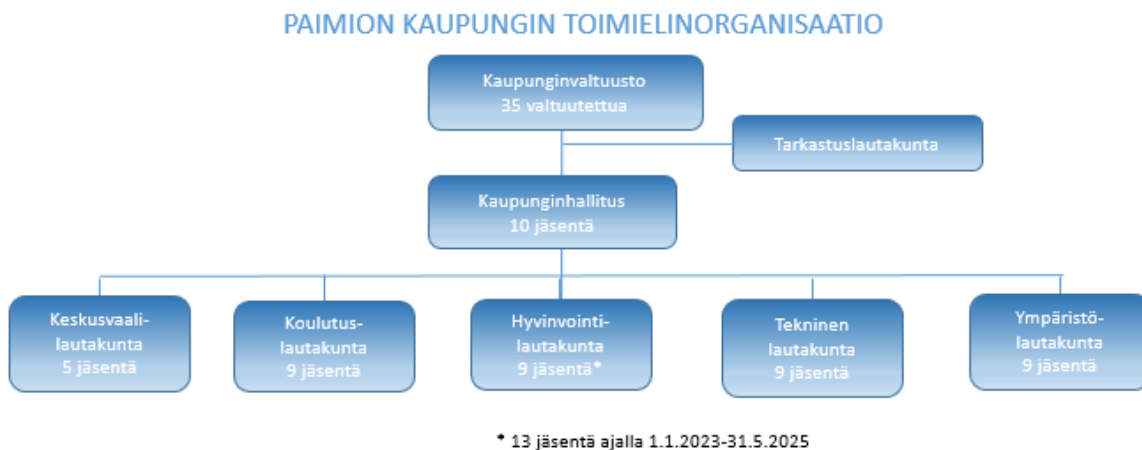 PAIMION KAUPUNGIN TOIMIELINORGANISAATIO
Kaupunginvaltuusto
35 valtuutettua
Tarkastuslautakunta
Kaupunginhallitus
10 jäsentä
Keskusvaali-
lautakunta
5 jäsentä
Koulutus-
lautakunta
9 jäsentä
Hyvinvointi-
lautakunta
9 jäsentä*
Tekninen
lautakunta
9 jäsentä
Ympäristö-
lautakunta
9 jäsentä
* 13 jäsentä ajalla 1.1.2023-31.5.2025